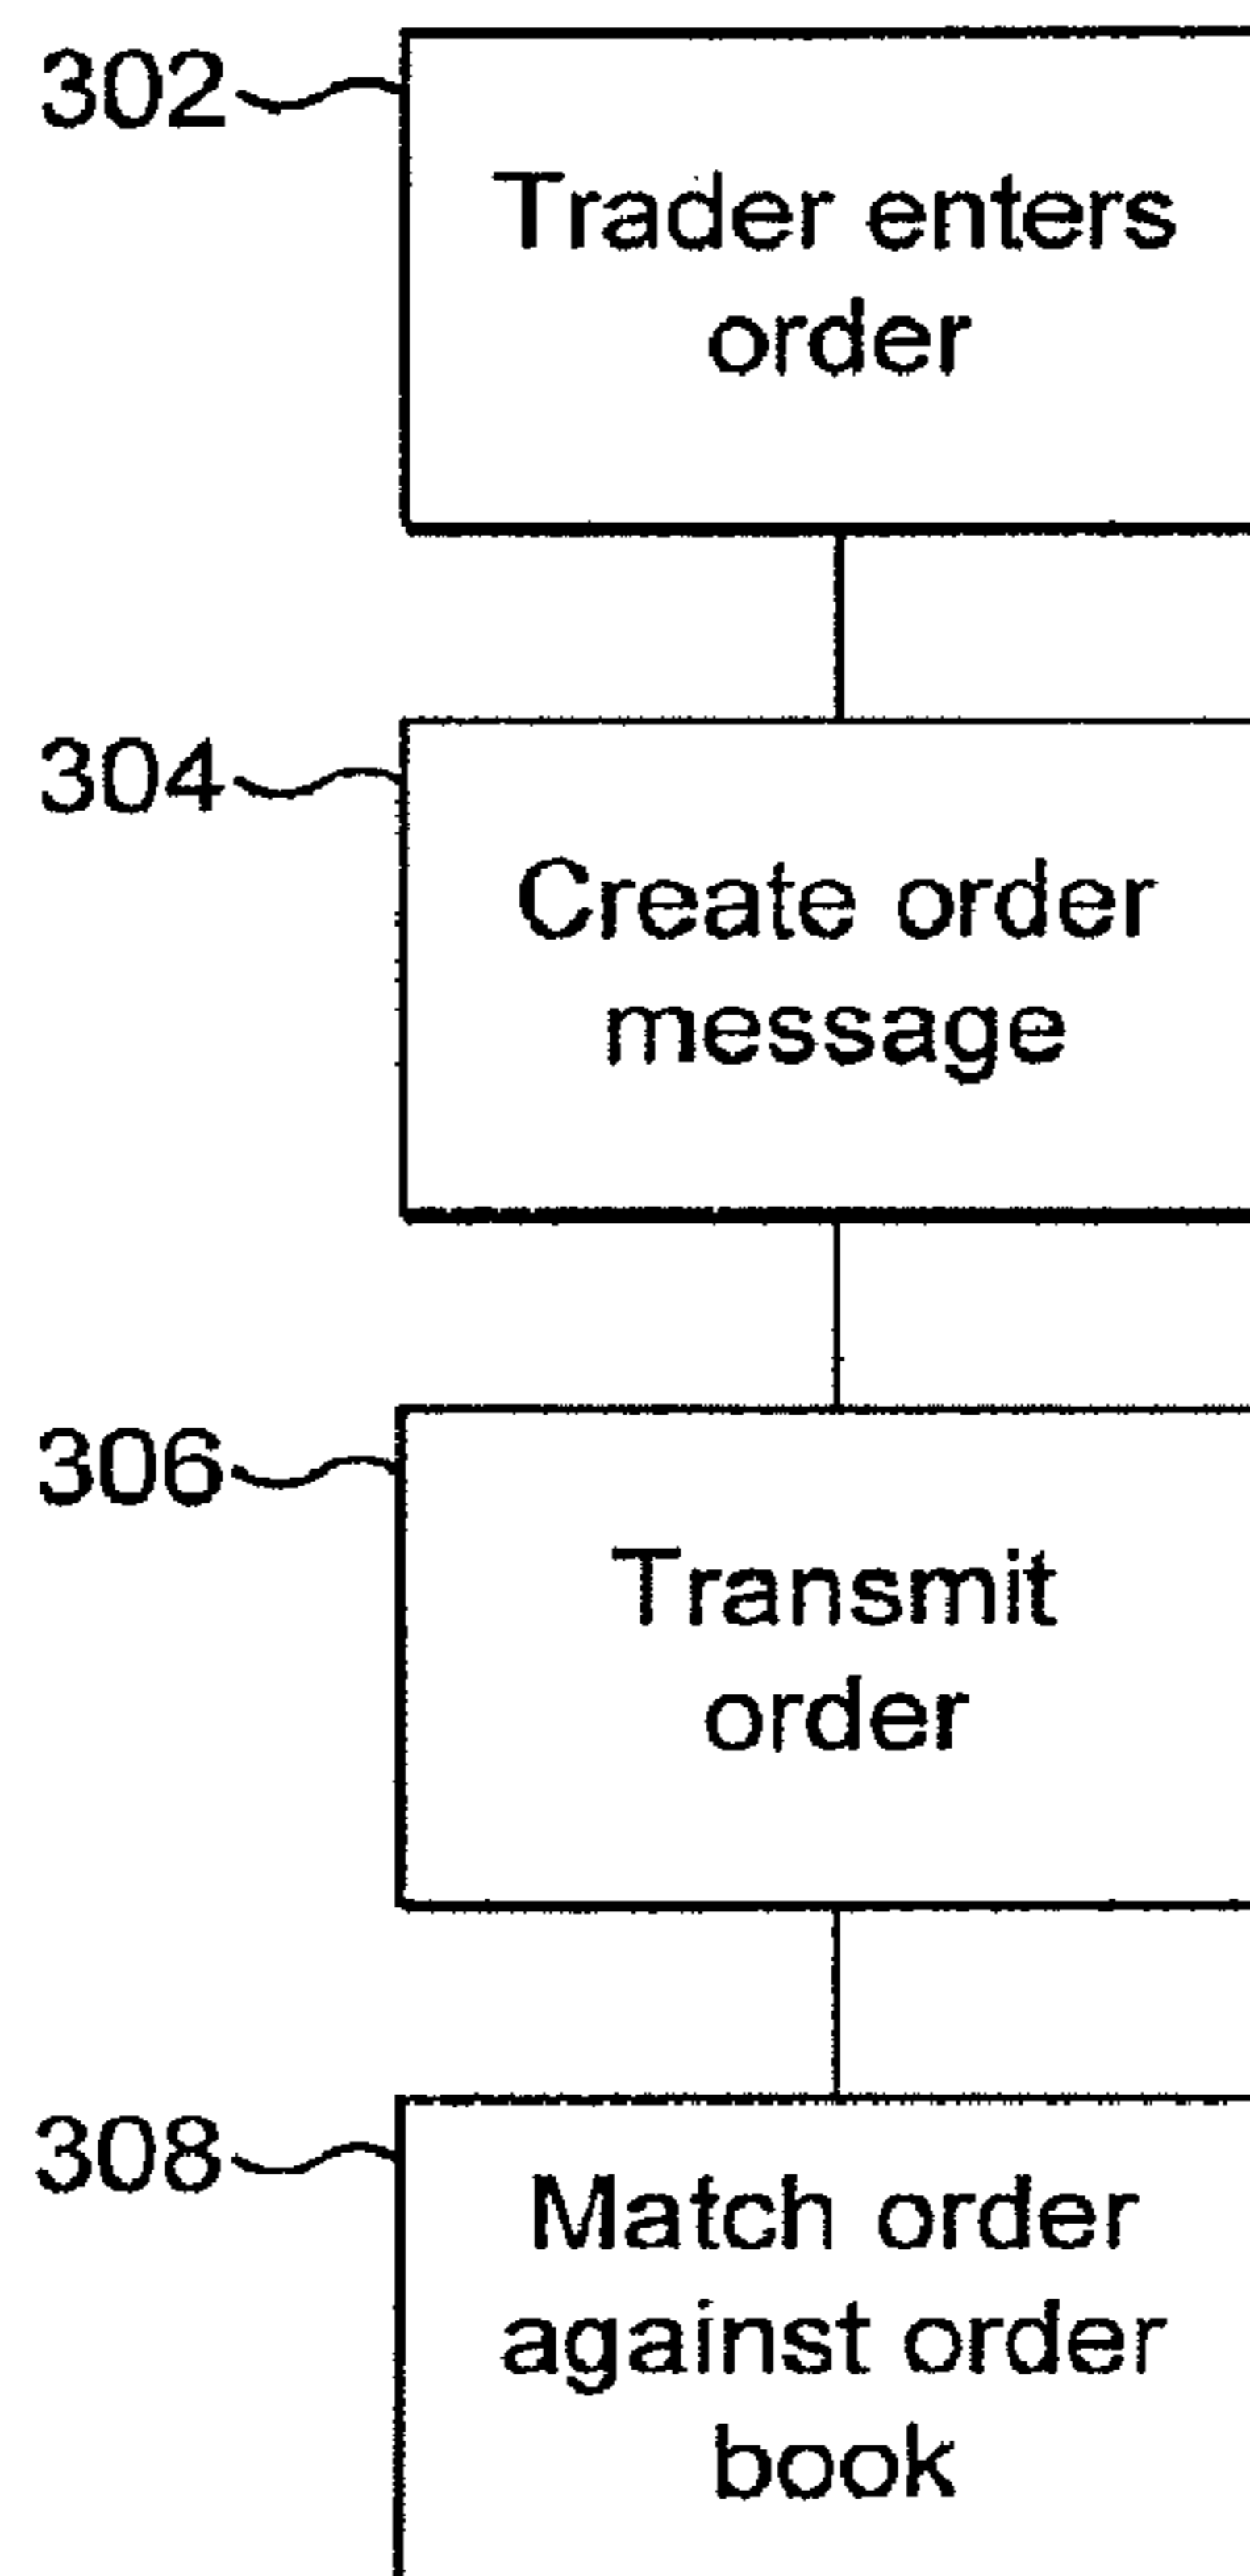 302
Trader enters
order
304
Create order
message
306
Transmit
order
308
Match order
against order
book